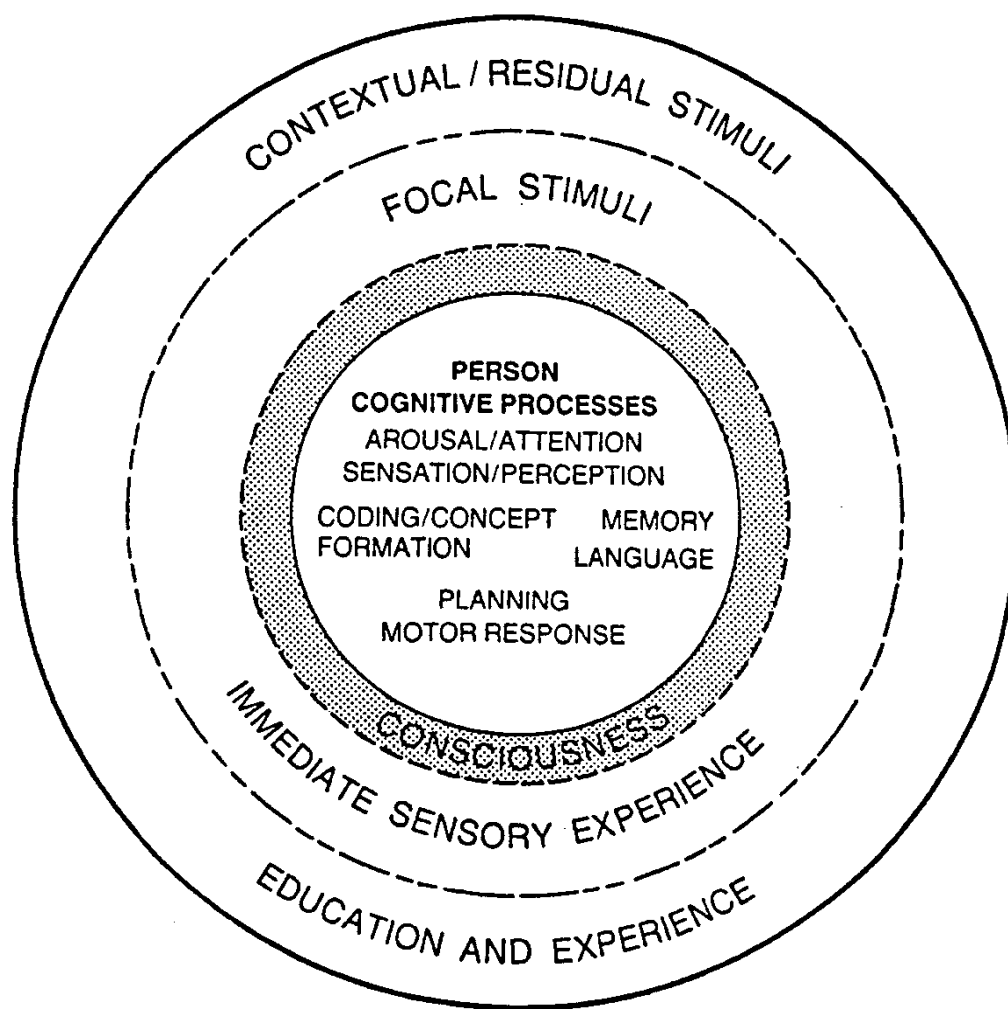 CONTEXTUAL / RESIDUAL STIMULI
FOCAL STIMULI
PERSON
COGNITIVE PROCESSES
AROUSAL/ATTENTION
SENSATION/PERCEPTION
CODING/CONCEPT FORMATION
MEMORY
LANGUAGE
PLANNING
MOTOR RESPONSE
CONSCIOUSNESS
IMMEDIATE SENSORY EXPERIENCE
EDUCATION AND EXPERIENCE